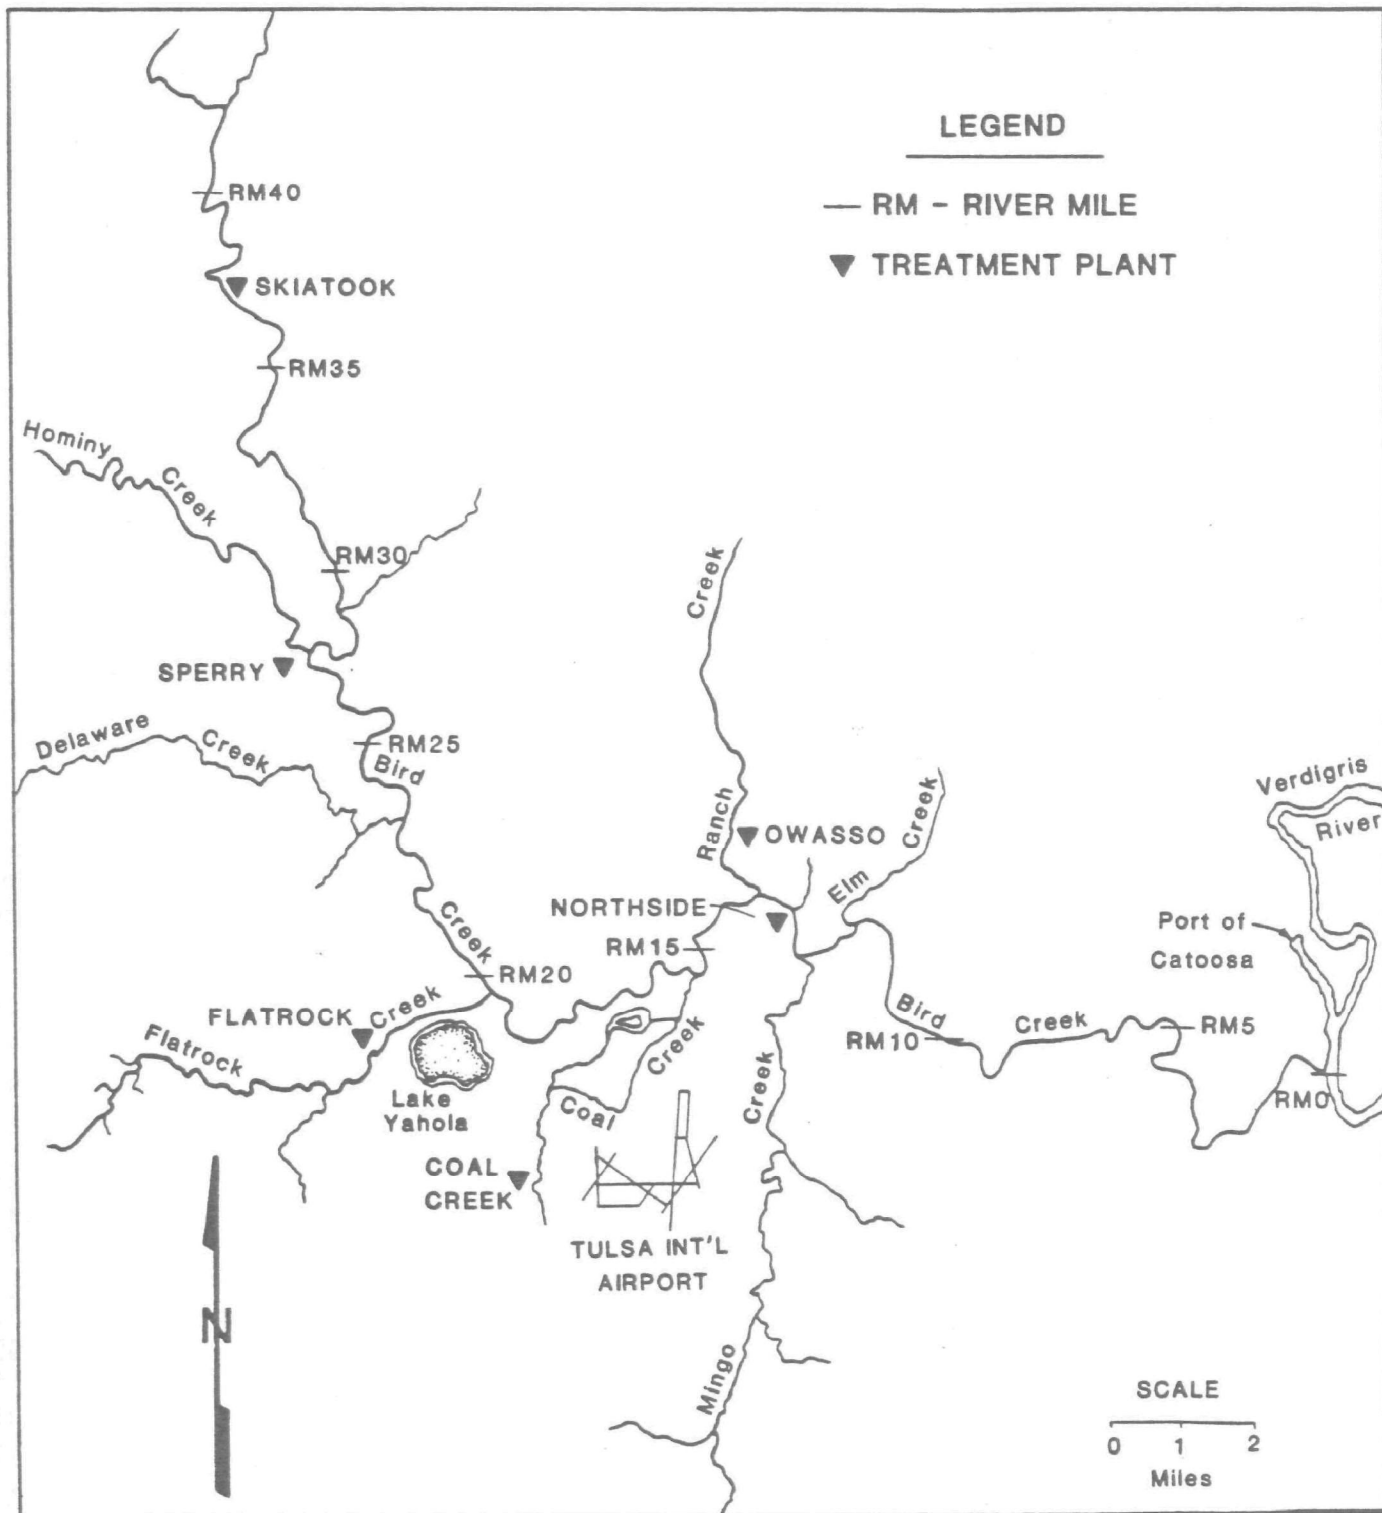 LEGEND
— RM - RIVER MILE
▼ TREATMENT PLANT
RM40
SKIATOOK
RM35
Hominy Creek
RM30
Creek
SPERRY
Delaware Creek
RM25
Bird
Verdigris
River
Ranch
OWASSO
Creek
Elm
NORTHSIDE
Creek
RM15
Port of
Catoosa
RM20
FLATROCK
Creek
Flatrock
Bird Creek
RM5
RM10
Creek
Creek
Coal
Lake
Yahola
RM0
COAL
CREEK
TULSA INT'L
AIRPORT
N
Mingo
SCALE
0 1 2
Miles